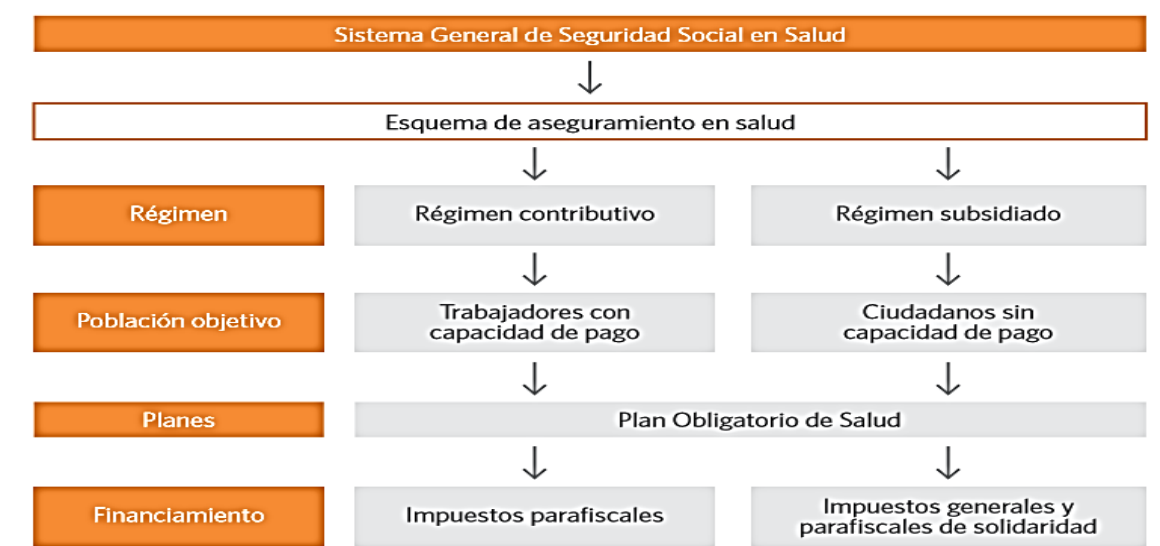 Sistema General de Seguridad Social en Salud
Esquema de aseguramiento en salud
Régimen
Régimen contributivo
Régimen subsidiado
Población objetivo
Trabajadores con
capacidad de pago
Ciudadanos sin
capacidad de pago
Planes
Plan Obligatorio de Salud
Financiamiento
Impuestos parafiscales
Impuestos generales y
parafiscales de solidaridad